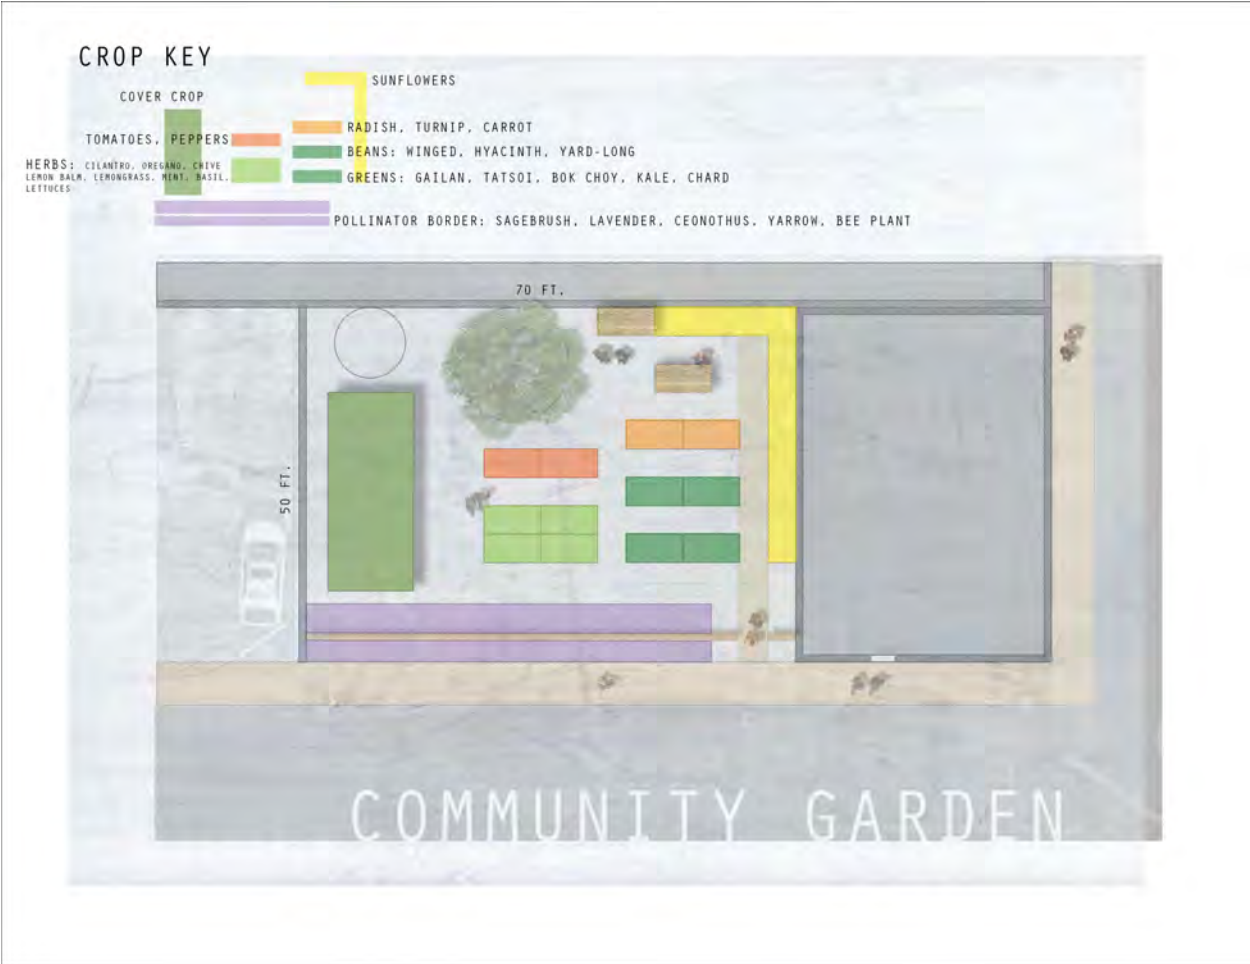 CROP KEY
SUNFLOWERS
COVER CROP
RADISH, TURNIP, CARROT
TOMATOES, PEPPERS
BEANS: WINGED, HYACINTH, YARD-LONG
HERBS: CILANTRO, OREGANO, CHIVE
LEMON BALM, LEMONGRASS, MINT, BASIL,
LETTUCES
GREENS: GAILAN, TATSOI, BOK CHOY, KALE, CHARD
POLLINATOR BORDER: SAGEBRUSH, LAVENDER, CEONOTHUS, YARROW, BEE PLANT
70 FT.
50 FT.
COMMUNITY GARDEN